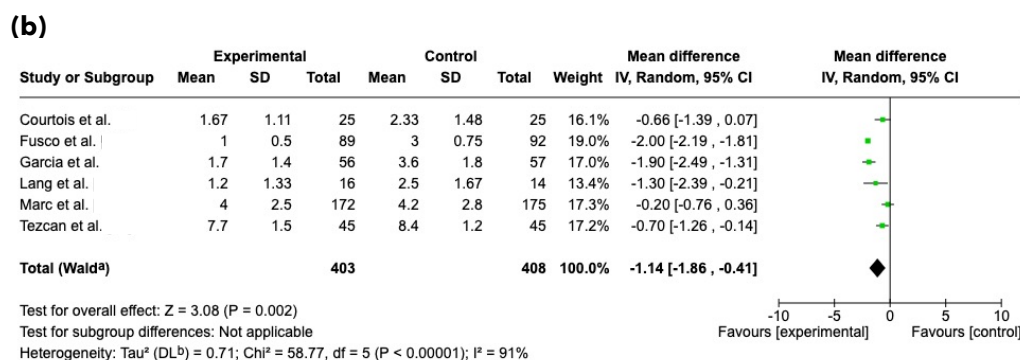 (b)
Experimental Control Mean difference Mean difference
Study or Subgroup Mean SD Total Mean SD Total Weight IV, Random, 95% CI IV, Random, 95% CI
Courtois et al. 1.67 1.11 25 2.33 1.48 25 16.1% -0.66 [-1.39 , 0.07]
Fusco et al. 1 0.5 89 3 0.75 92 19.0% -2.00 [-2.19 , -1.81]
Garcia et al. 1.7 1.4 56 3.6 1.8 57 17.0% -1.90 [-2.49 , -1.31]
Lang et al. 1.2 1.33 16 2.5 1.67 14 13.4% -1.30 [-2.39 , -0.21]
Marc et al. 4 2.5 172 4.2 2.8 175 17.3% -0.20 [-0.76 , 0.36]
Tezcan et al. 7.7 1.5 45 8.4 1.2 45 17.2% -0.70 [-1.26 , -0.14]
Total (Waldᵃ) 403 408 100.0% -1.14 [-1.86 , -0.41]
Test for overall effect: Z = 3.08 (P = 0.002)
Test for subgroup differences: Not applicable
Heterogeneity: Tau² (DLᵇ) = 0.71; Chi² = 58.77, df = 5 (P < 0.00001); I² = 91%
-10 -5 0 5 10
Favours [experimental] Favours [control]